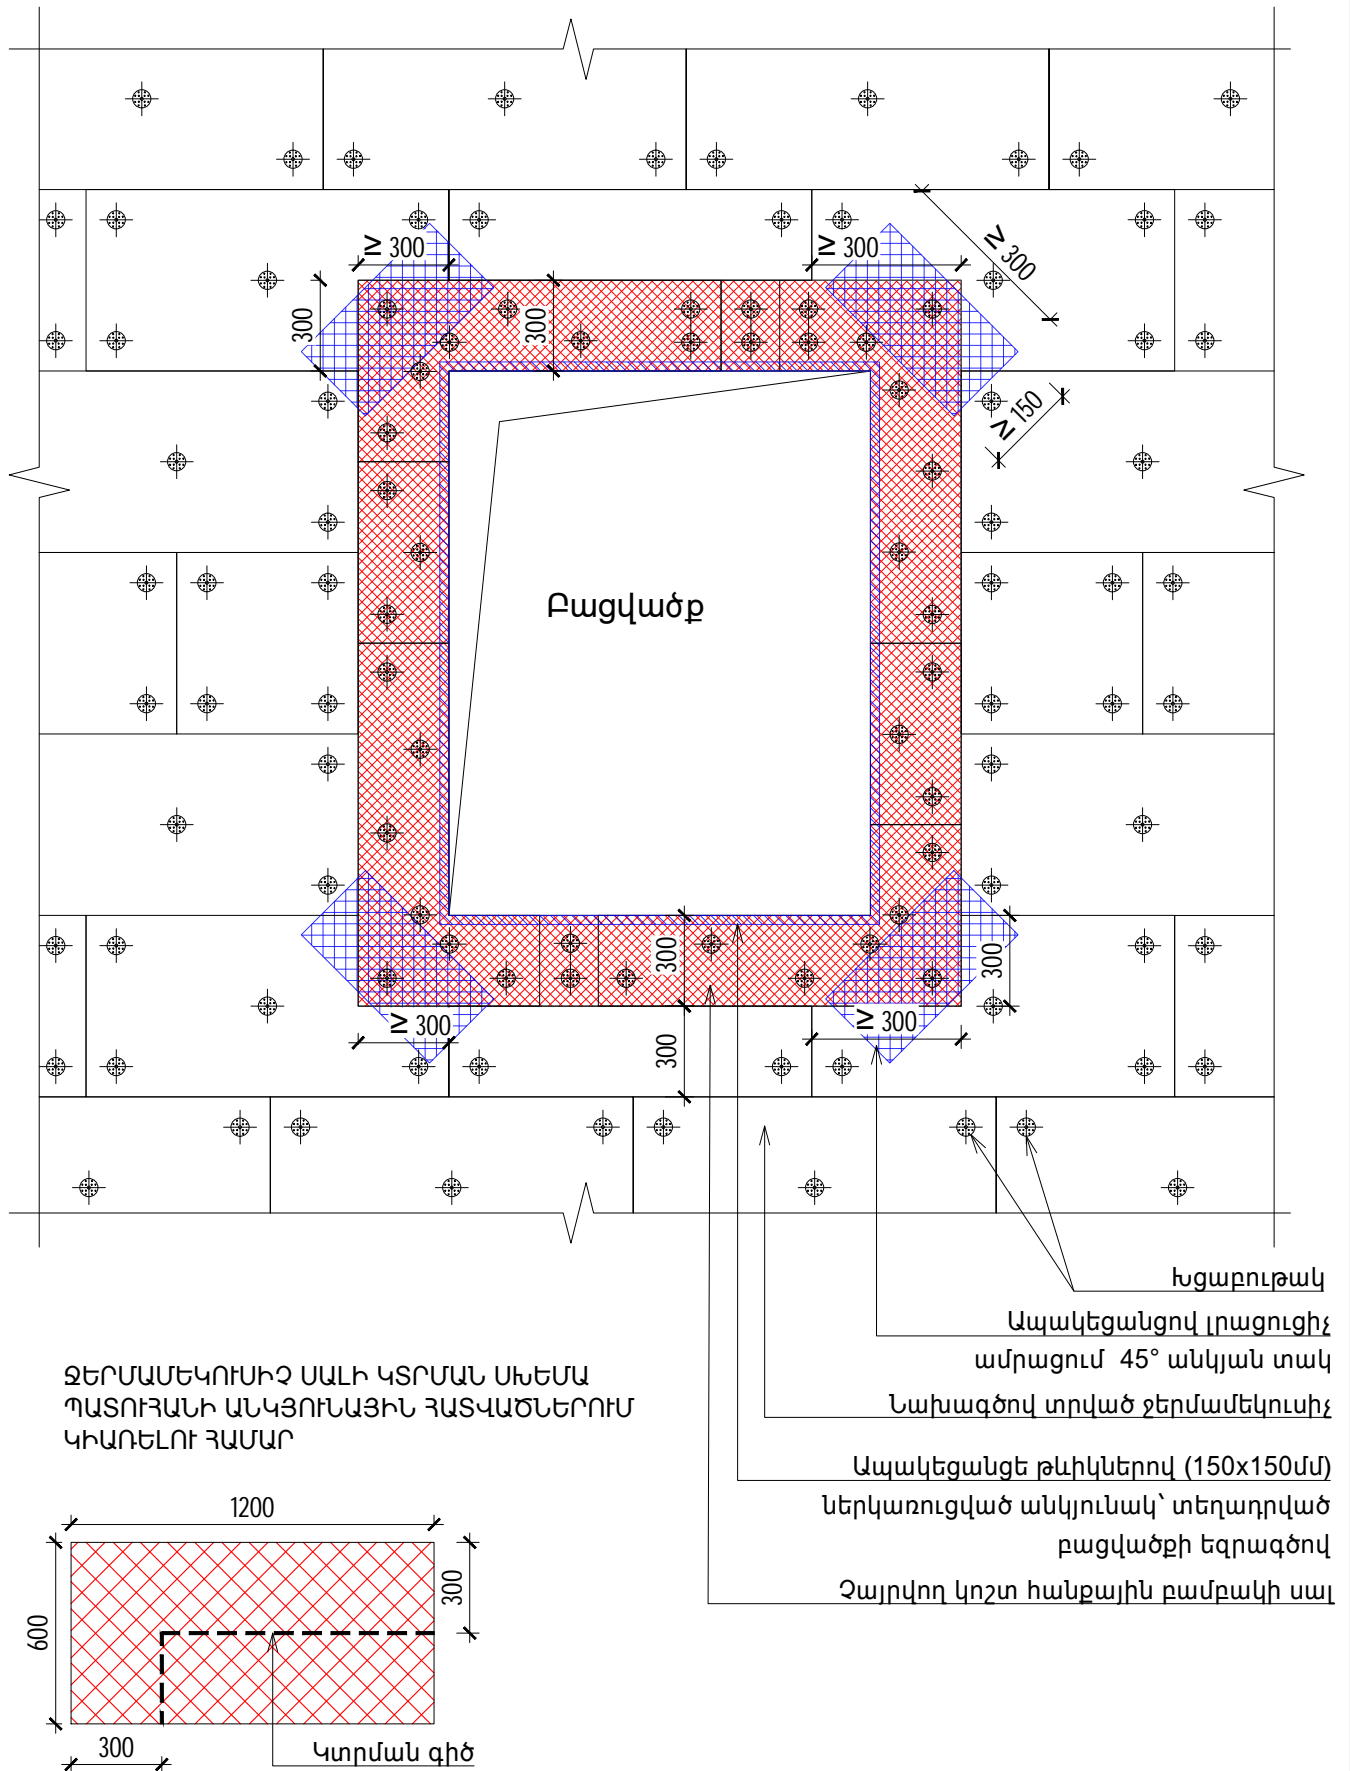 ≥ 300
≥ 300
≥ 300
300
300
≥ 150
Բացվածք
300
300
≥ 300
≥ 300
300
Խցաբութակ
Ապակեցանցով լրացուցիչ
ամրացում 45° անկյան տակ
Նախագծով տրված ջերմամեկուսիչ
Ապակեցանցե թևիկներով (150x150մմ)
ներկառուցված անկյունակ՝ տեղադրված
բացվածքի եզրագծով
Չայրվող կոշտ հանքային բամբակի սալ
ՋԵՐՄԱՄԵԿՈՒՍԻՉ ՍԱԼԻ ԿՏՐՄԱՆ ՍԽԵՄԱ
ՊԱՏՈՒՀԱՆԻ ԱՆԿՅՈՒՆԱՅԻՆ ՀԱՏՎԱԾՆԵՐՈՒՄ
ԿԻԱՌԵԼՈՒ ՀԱՄԱՐ
1200
300
600
300
Կտրման գիծ